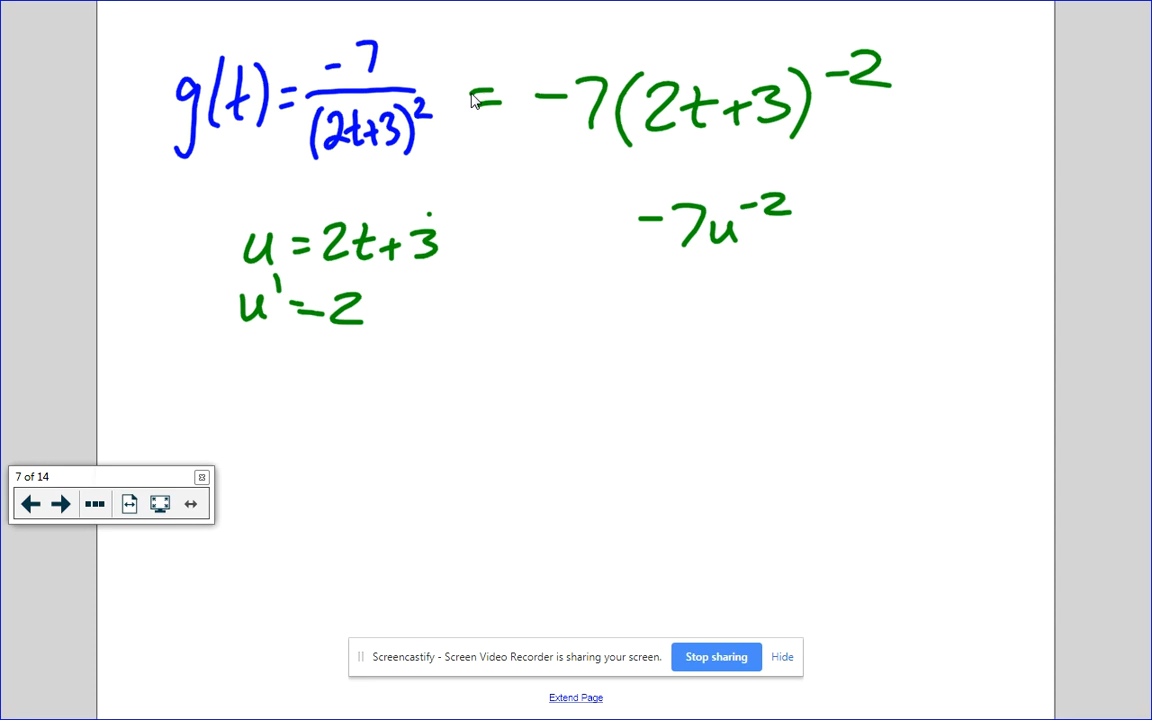 g(t) = -7/(2t+3)² = -7(2t+3)⁻²
u = 2t+3
-7u⁻²
u' = -2
7 of 14
Screencastify - Screen Video Recorder is sharing your screen. Stop sharing Hide
Extend Page